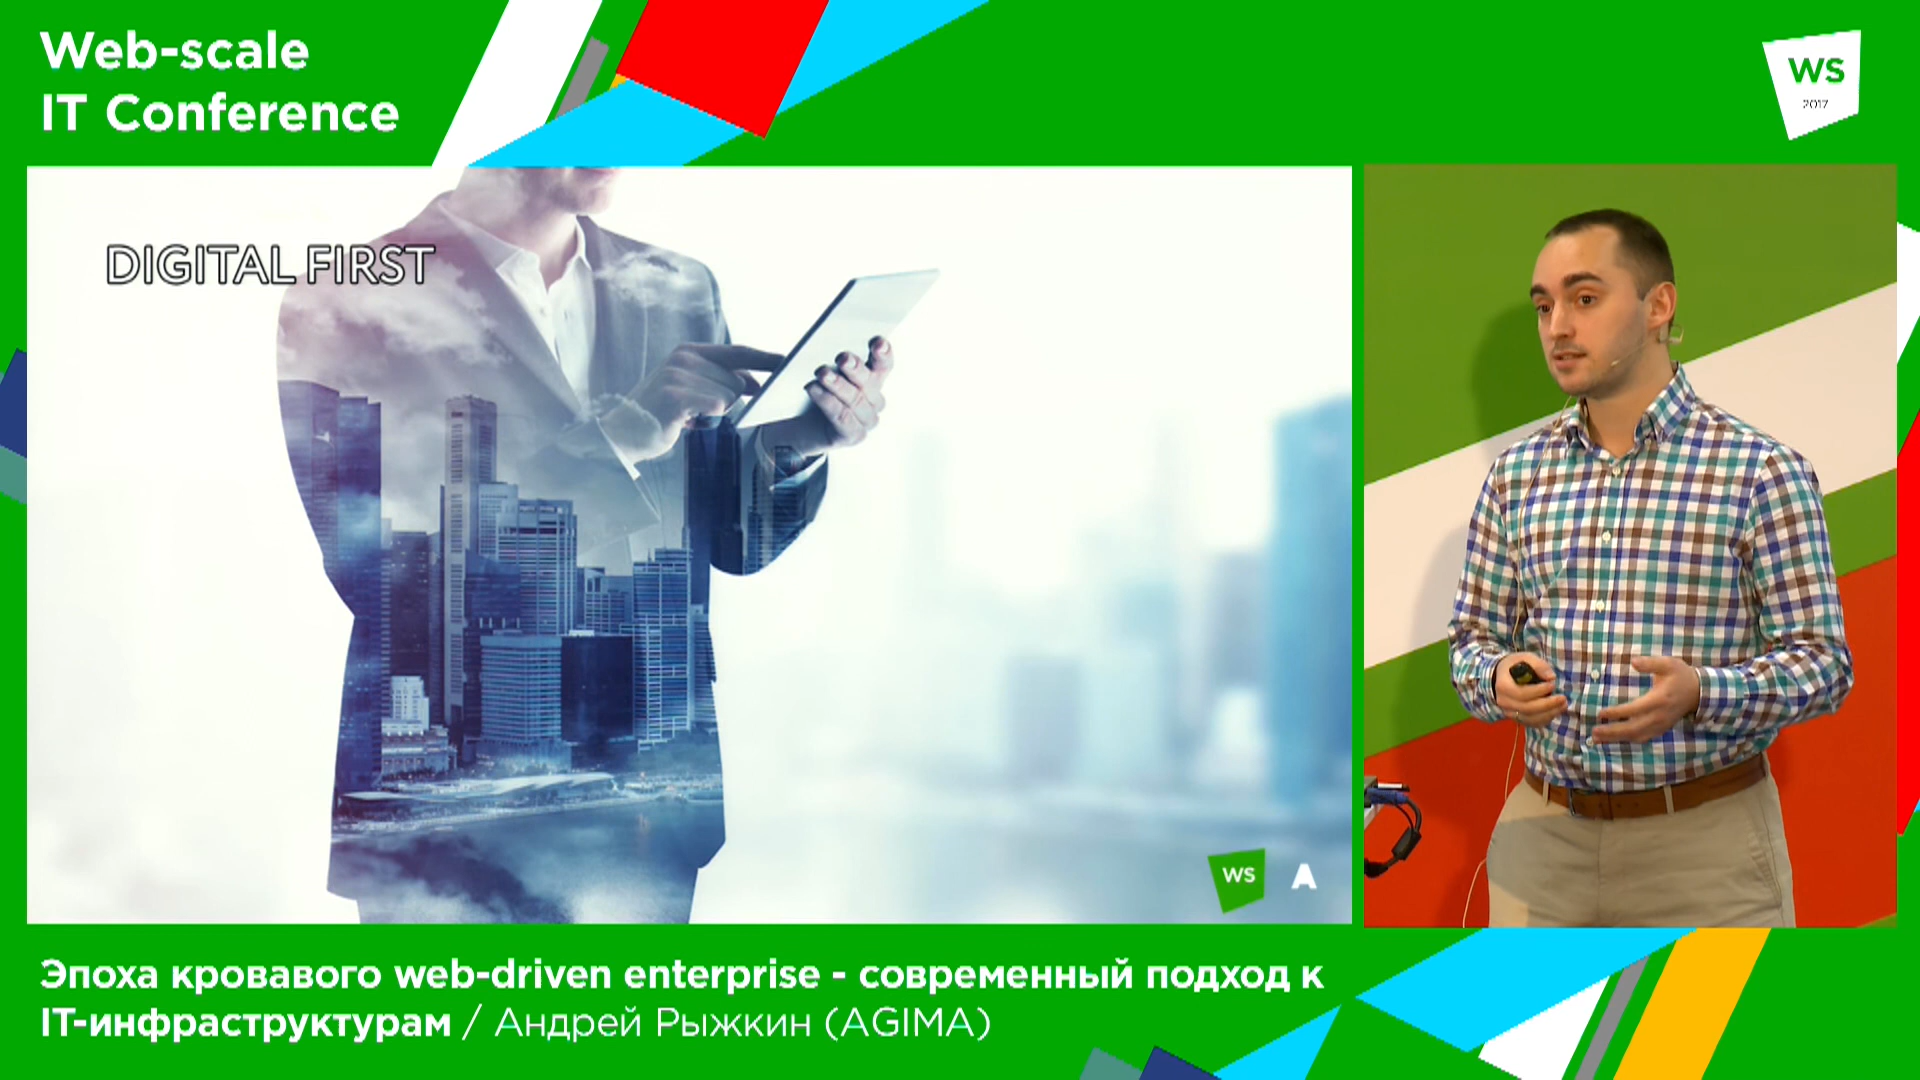 Web-scale
IT Conference
WS
2017
DIGITAL FIRST
WS
A
Эпоха кровавого web-driven enterprise - современный подход к
IT-инфраструктурам / Андрей Рыжкин (AGIMA)